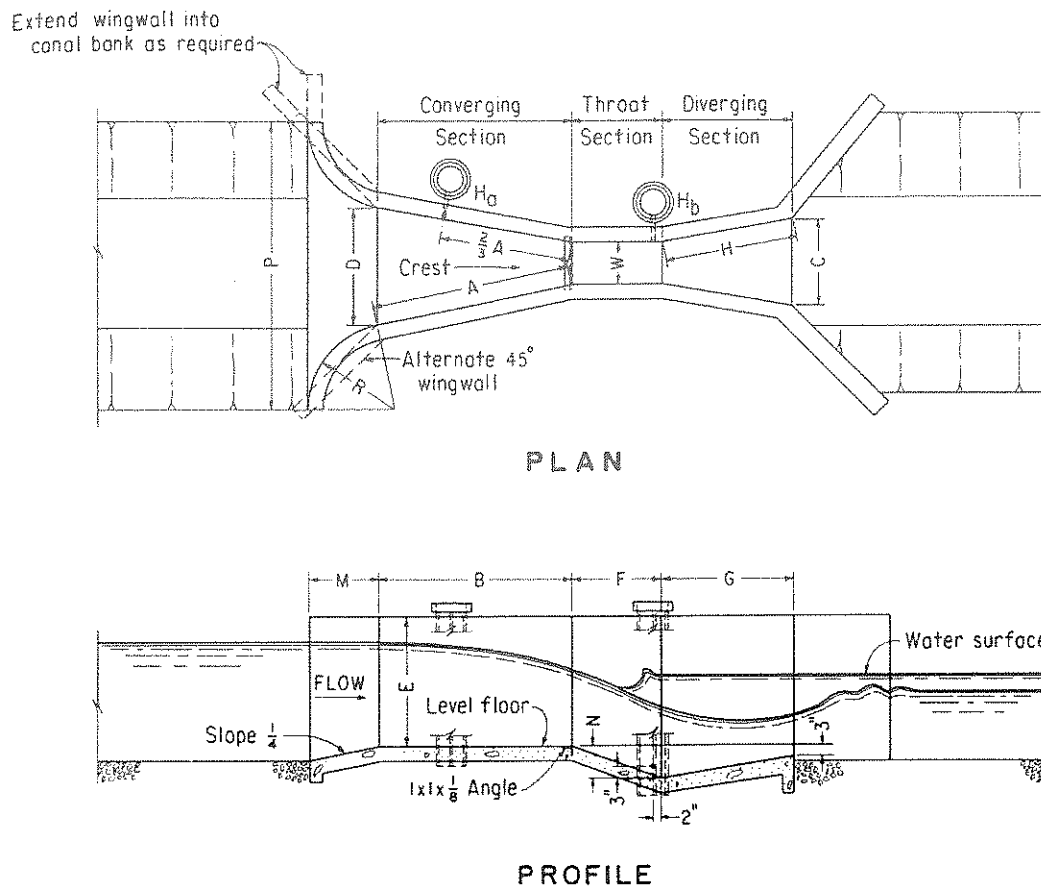 Extend wingwall into
canal bank as required
Converging
Section
Throat
Section
Diverging
Section
Ha
Hb
2/3 A
Crest
A
W
H
C
P
D
R
Alternate 45°
wingwall
PLAN
M
B
F
G
Water surface
FLOW
E
Level floor
N
3"
Slope 1/4
1x1x1/8 Angle
3"
2"
PROFILE